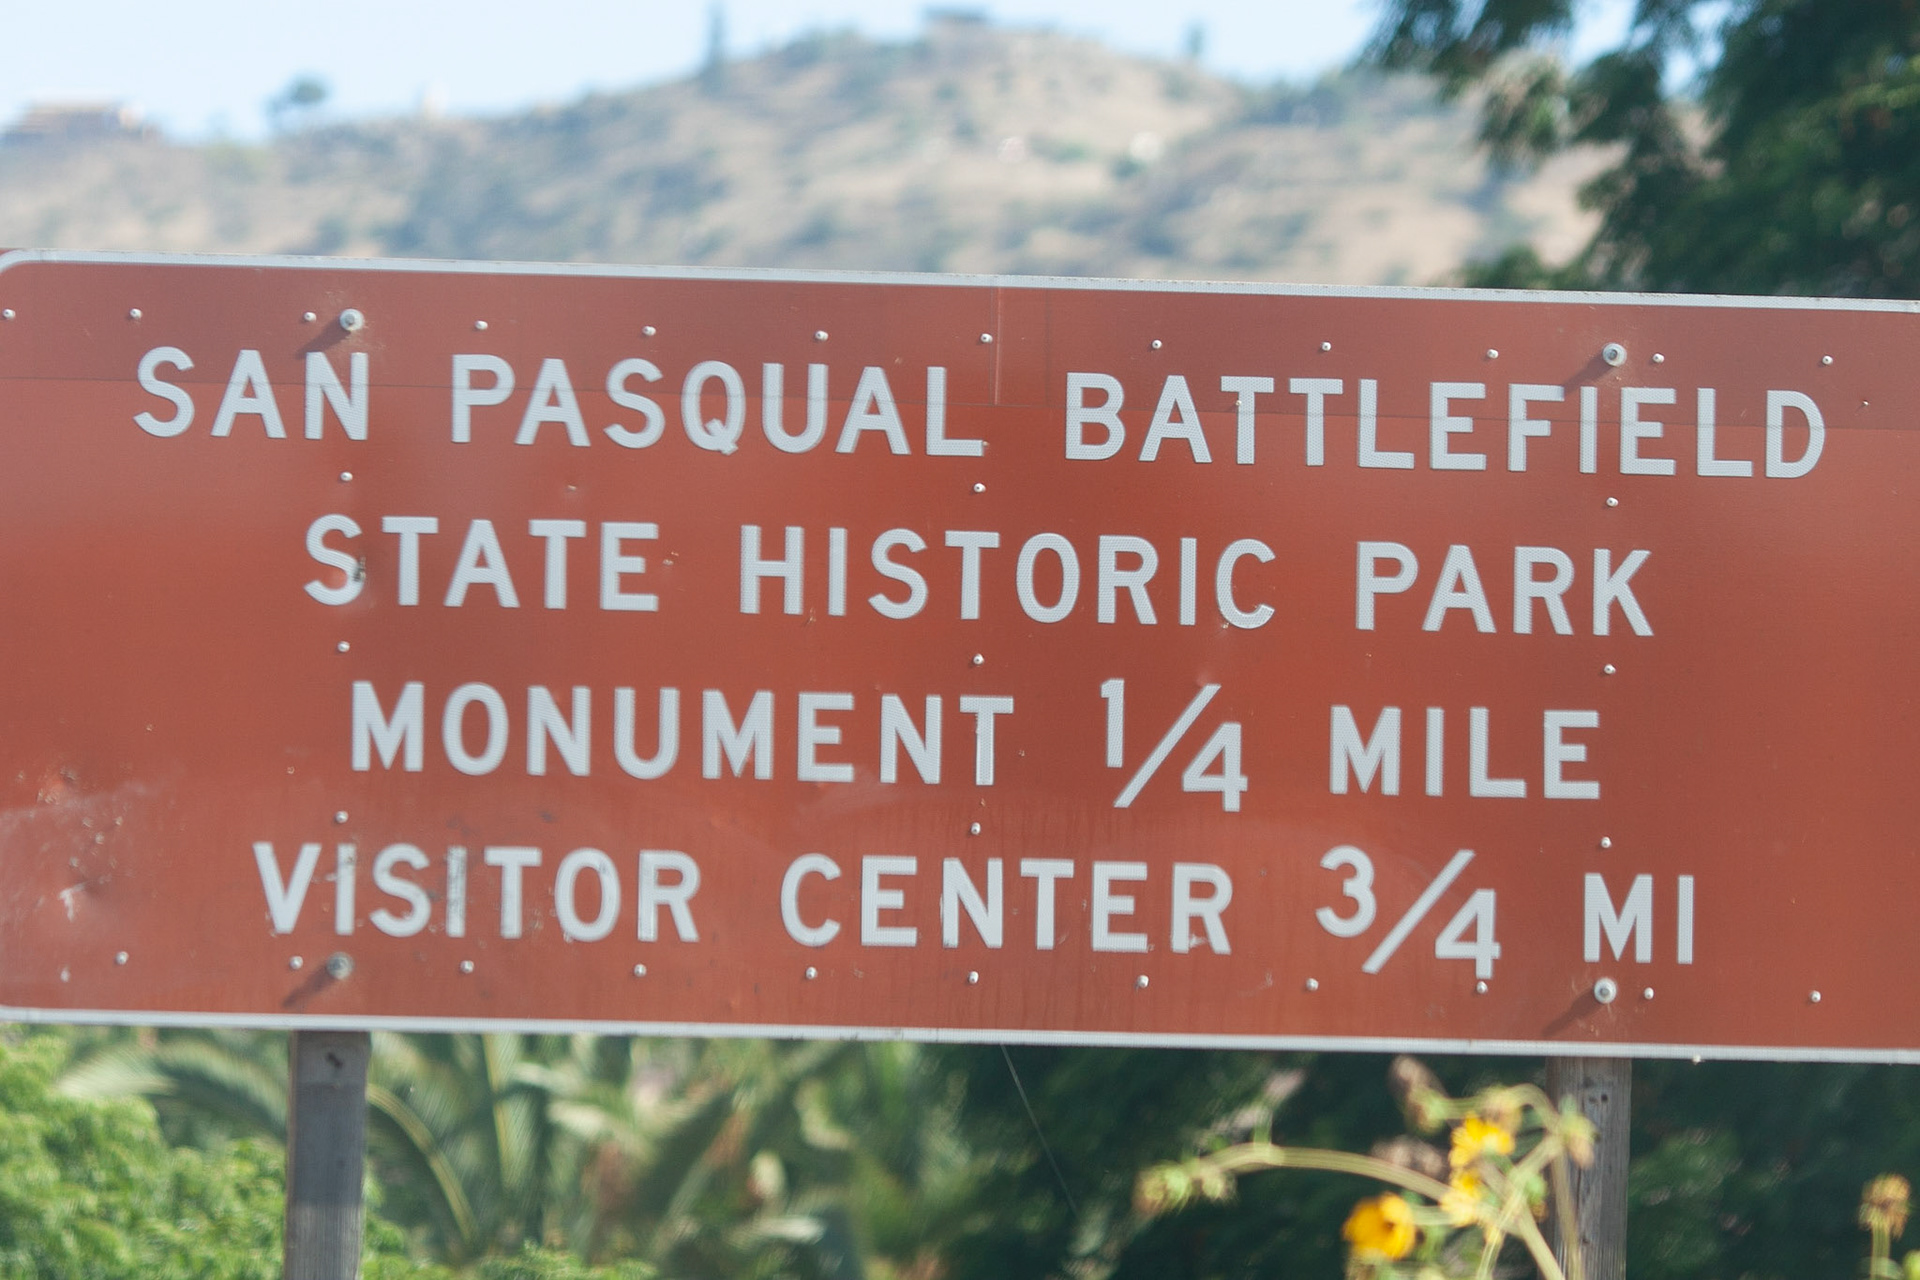 SAN PASQUAL BATTLEFIELD
STATE HISTORIC PARK
MONUMENT 1/4 MILE
VISITOR CENTER 3/4 MI